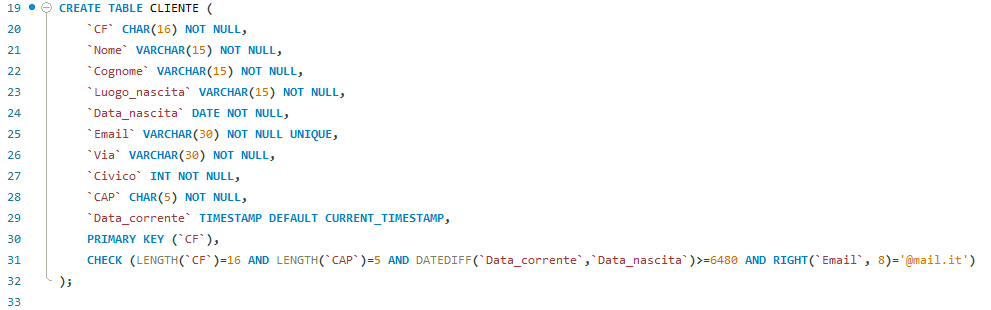 19 CREATE TABLE CLIENTE (
20 `CF` CHAR(16) NOT NULL,
21 `Nome` VARCHAR(15) NOT NULL,
22 `Cognome` VARCHAR(15) NOT NULL,
23 `Luogo_nascita` VARCHAR(15) NOT NULL,
24 `Data_nascita` DATE NOT NULL,
25 `Email` VARCHAR(30) NOT NULL UNIQUE,
26 `Via` VARCHAR(30) NOT NULL,
27 `Civico` INT NOT NULL,
28 `CAP` CHAR(5) NOT NULL,
29 `Data_corrente` TIMESTAMP DEFAULT CURRENT_TIMESTAMP,
30 PRIMARY KEY (`CF`),
31 CHECK (LENGTH(`CF`)=16 AND LENGTH(`CAP`)=5 AND DATEDIFF(`Data_corrente`,`Data_nascita`)>=6480 AND RIGHT(`Email`, 8)='@mail.it')
32 );
33